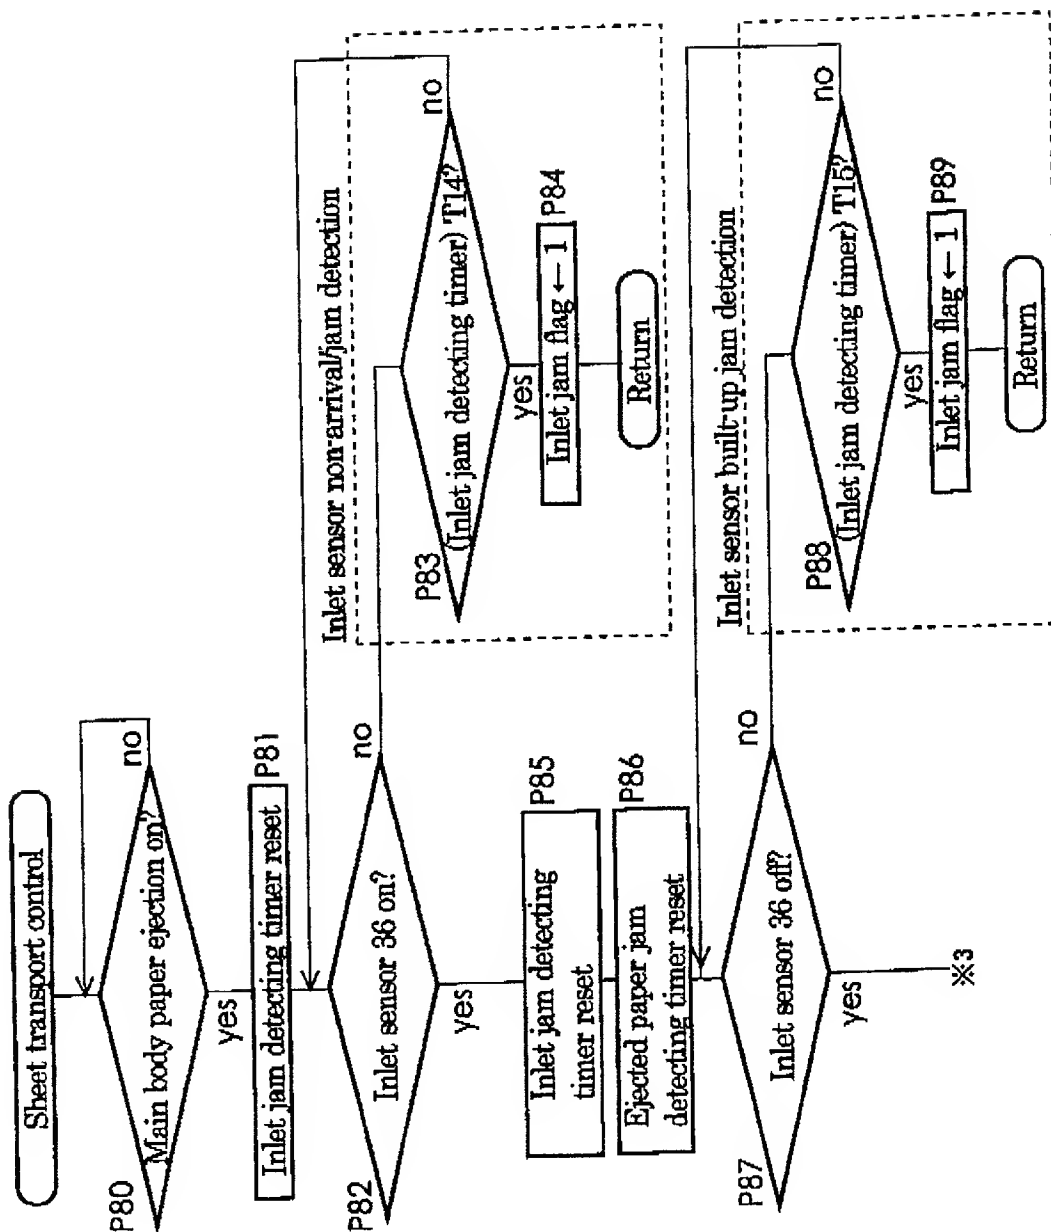 Sheet transport control
P80
Main body paper ejection on?
no
yes
P81
Inlet jam detecting timer reset
P82
Inlet sensor 36 on?
no
yes
Inlet sensor non-arrival/jam detection
P83
(Inlet jam detecting timer) T14?
no
yes
P84
Inlet jam flag ← 1
Return
P85
Inlet jam detecting
timer reset
P86
Ejected paper jam
detecting timer reset
P87
Inlet sensor 36 off?
no
yes
Inlet sensor built-up jam detection
P88
(Inlet jam detecting timer) T15?
no
yes
P89
Inlet jam flag ← 1
Return
※3